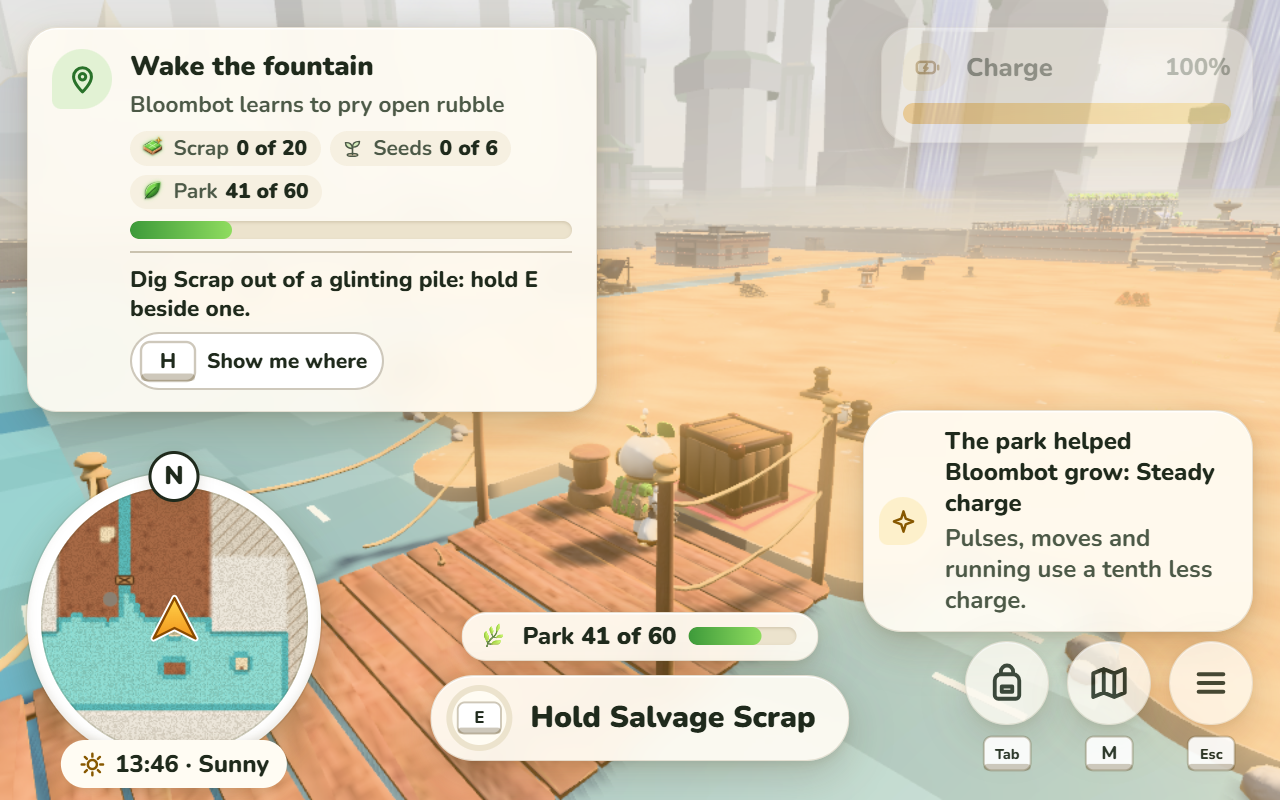 Wake the fountain
Bloombot learns to pry open rubble
Scrap 0 of 20
Seeds 0 of 6
Park 41 of 60
Dig Scrap out of a glinting pile: hold E
beside one.
H Show me where
Charge 100%
The park helped
Bloombot grow: Steady
charge
Pulses, moves and
running use a tenth less
charge.
N
Park 41 of 60
E Hold Salvage Scrap
13:46 · Sunny
Tab
M
Esc